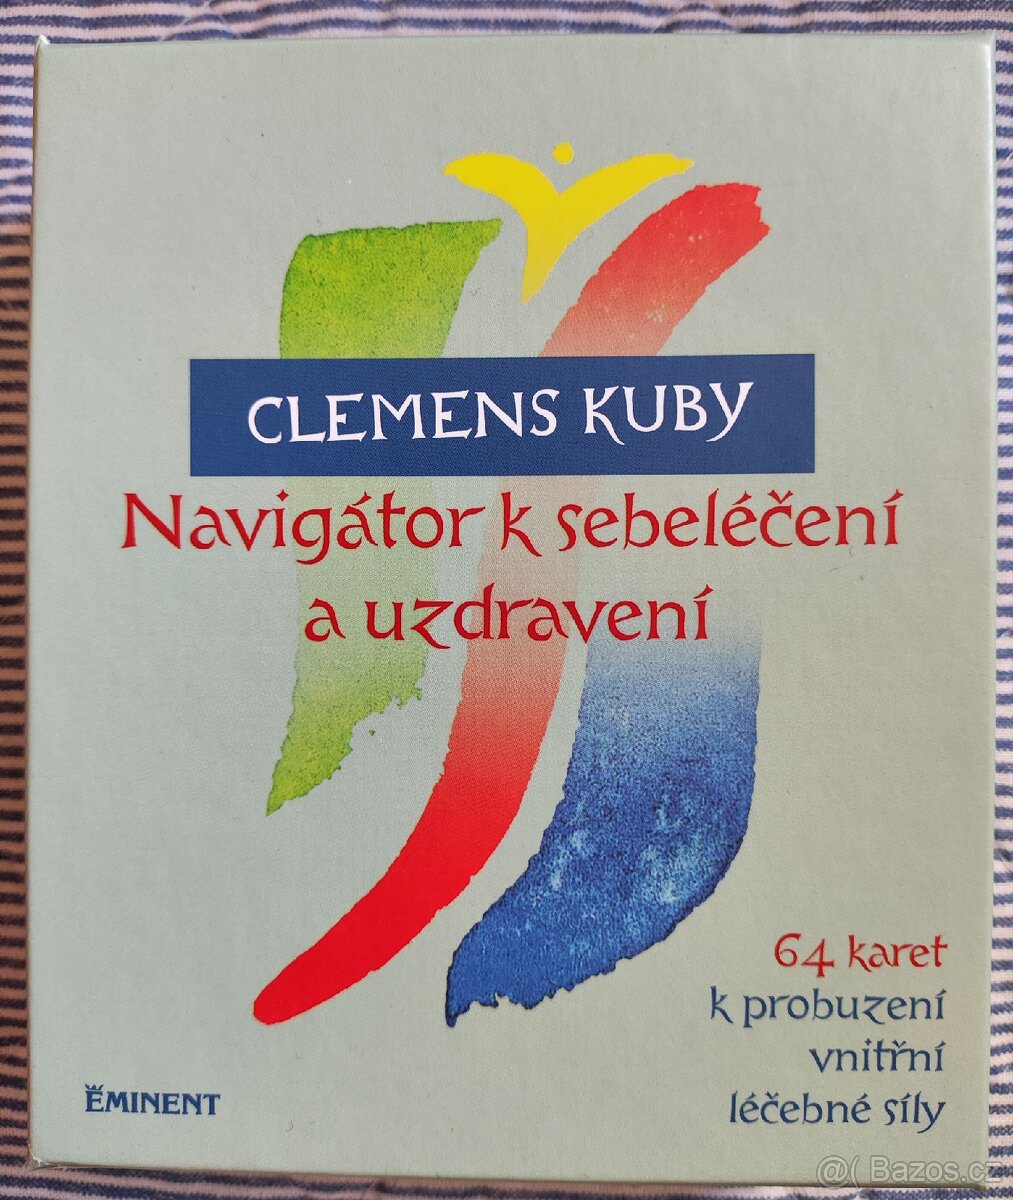 CLEMENS KUBY
Navigátor k sebeléčení
a uzdravení
64 karet
k probuzení
vnitřní
léčebné síly
EMINENT
@( Bazos.cz